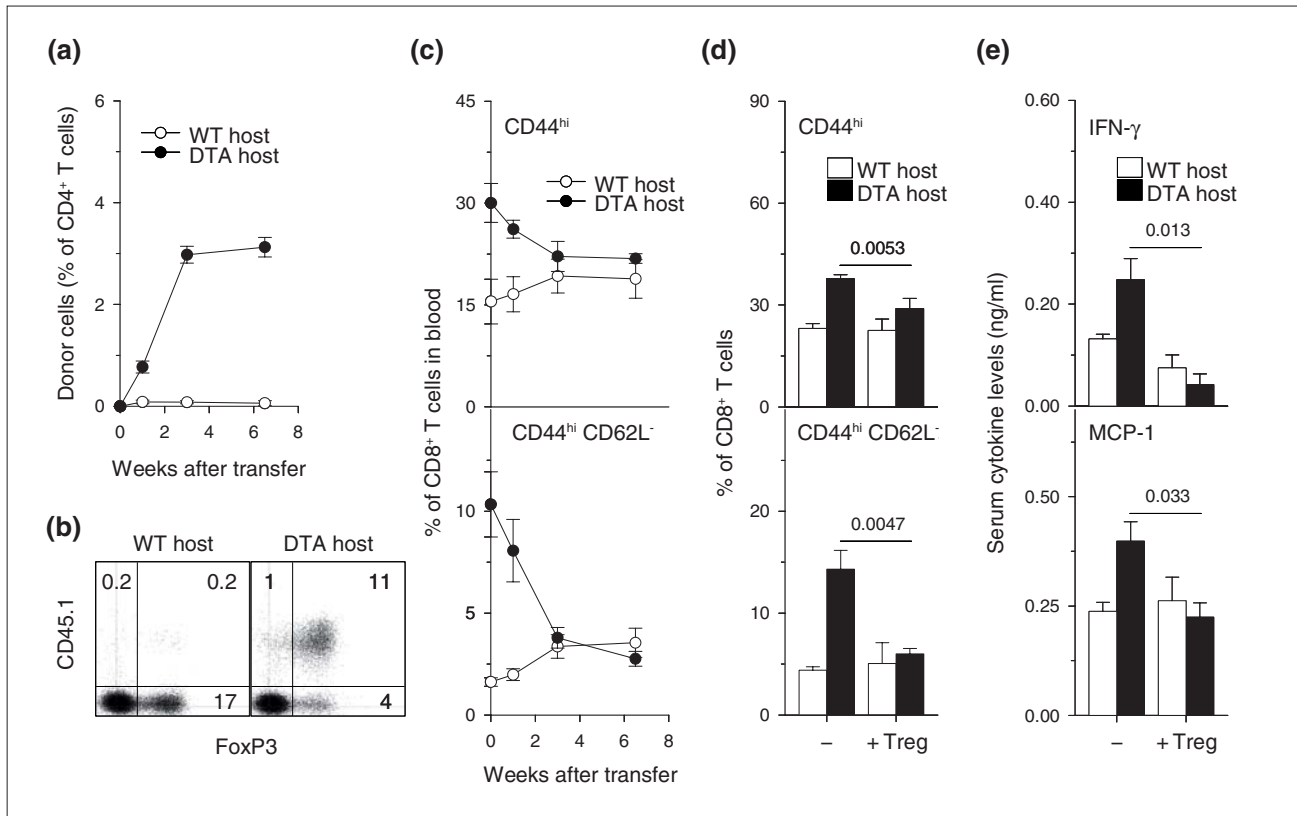 (a)
Donor cells (% of CD4⁺ T cells)
6
4
2
0
WT host
DTA host
0 2 4 6 8
Weeks after transfer
(b)
WT host DTA host
0.2 0.2 1 11
17 4
CD45.1
FoxP3
(c)
% of CD8⁺ T cells in blood
45
30
15
0
CD44ʰⁱ
WT host
DTA host
CD44ʰⁱ CD62L⁻
10
5
0
0 2 4 6 8
Weeks after transfer
(d)
% of CD8⁺ T cells
90
60
30
0
CD44ʰⁱ
WT host
DTA host
0.0053
CD44ʰⁱ CD62L⁻
15
10
5
0
0.0047
– + Treg
(e)
Serum cytokine levels (ng/ml)
0.60
0.40
0.20
0.00
IFN-γ
WT host
DTA host
0.013
MCP-1
0.50
0.25
0.00
0.033
– + Treg